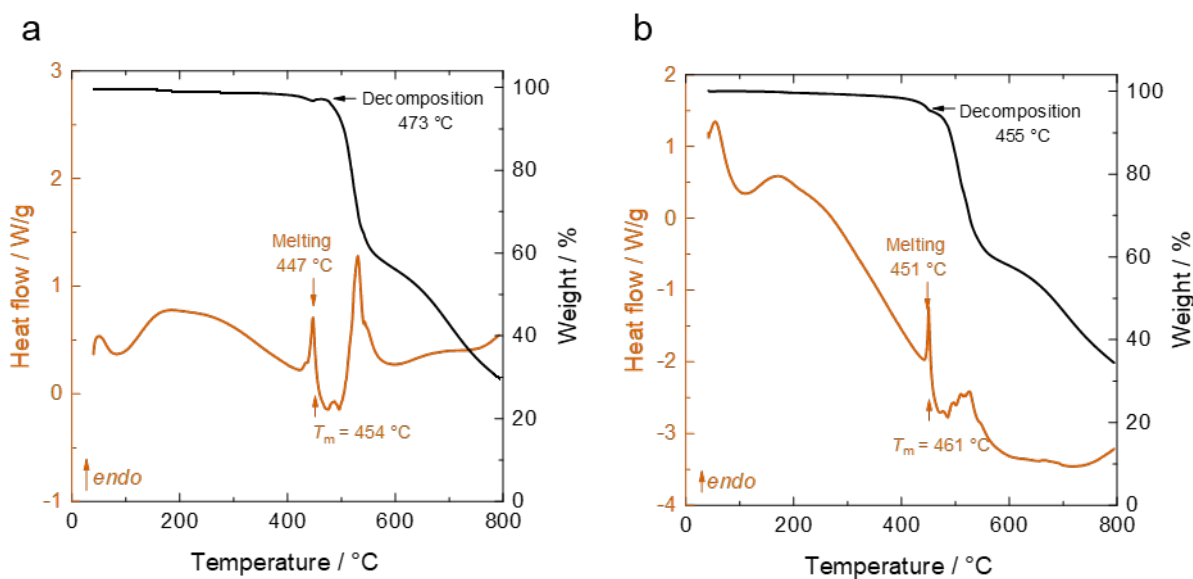 a
Heat flow / W/g
3
2
1
0
-1
Decomposition
473 °C
Melting
447 °C
Tm = 454 °C
endo
100
80
60
40
20
0
Weight / %
0 200 400 600 800
Temperature / °C
b
Heat flow / W/g
2
1
0
-1
-2
-3
-4
Decomposition
455 °C
Melting
451 °C
Tm = 461 °C
endo
100
80
60
40
20
0
Weight / %
0 200 400 600 800
Temperature / °C